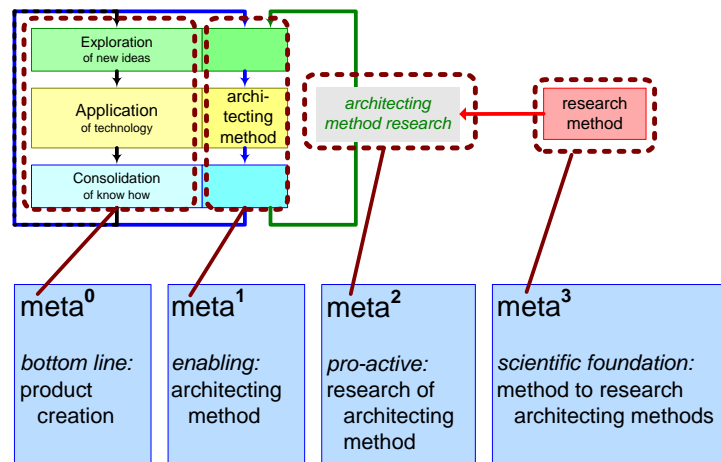 Exploration
of new ideas
Application
of technology
Consolidation
of know how
archi-
tecting
method
architecting
method research
research
method
meta0
bottom line:
product
creation
meta1
enabling:
architecting
method
meta2
pro-active:
research of
architecting
method
meta3
scientific foundation:
method to research
architecting methods